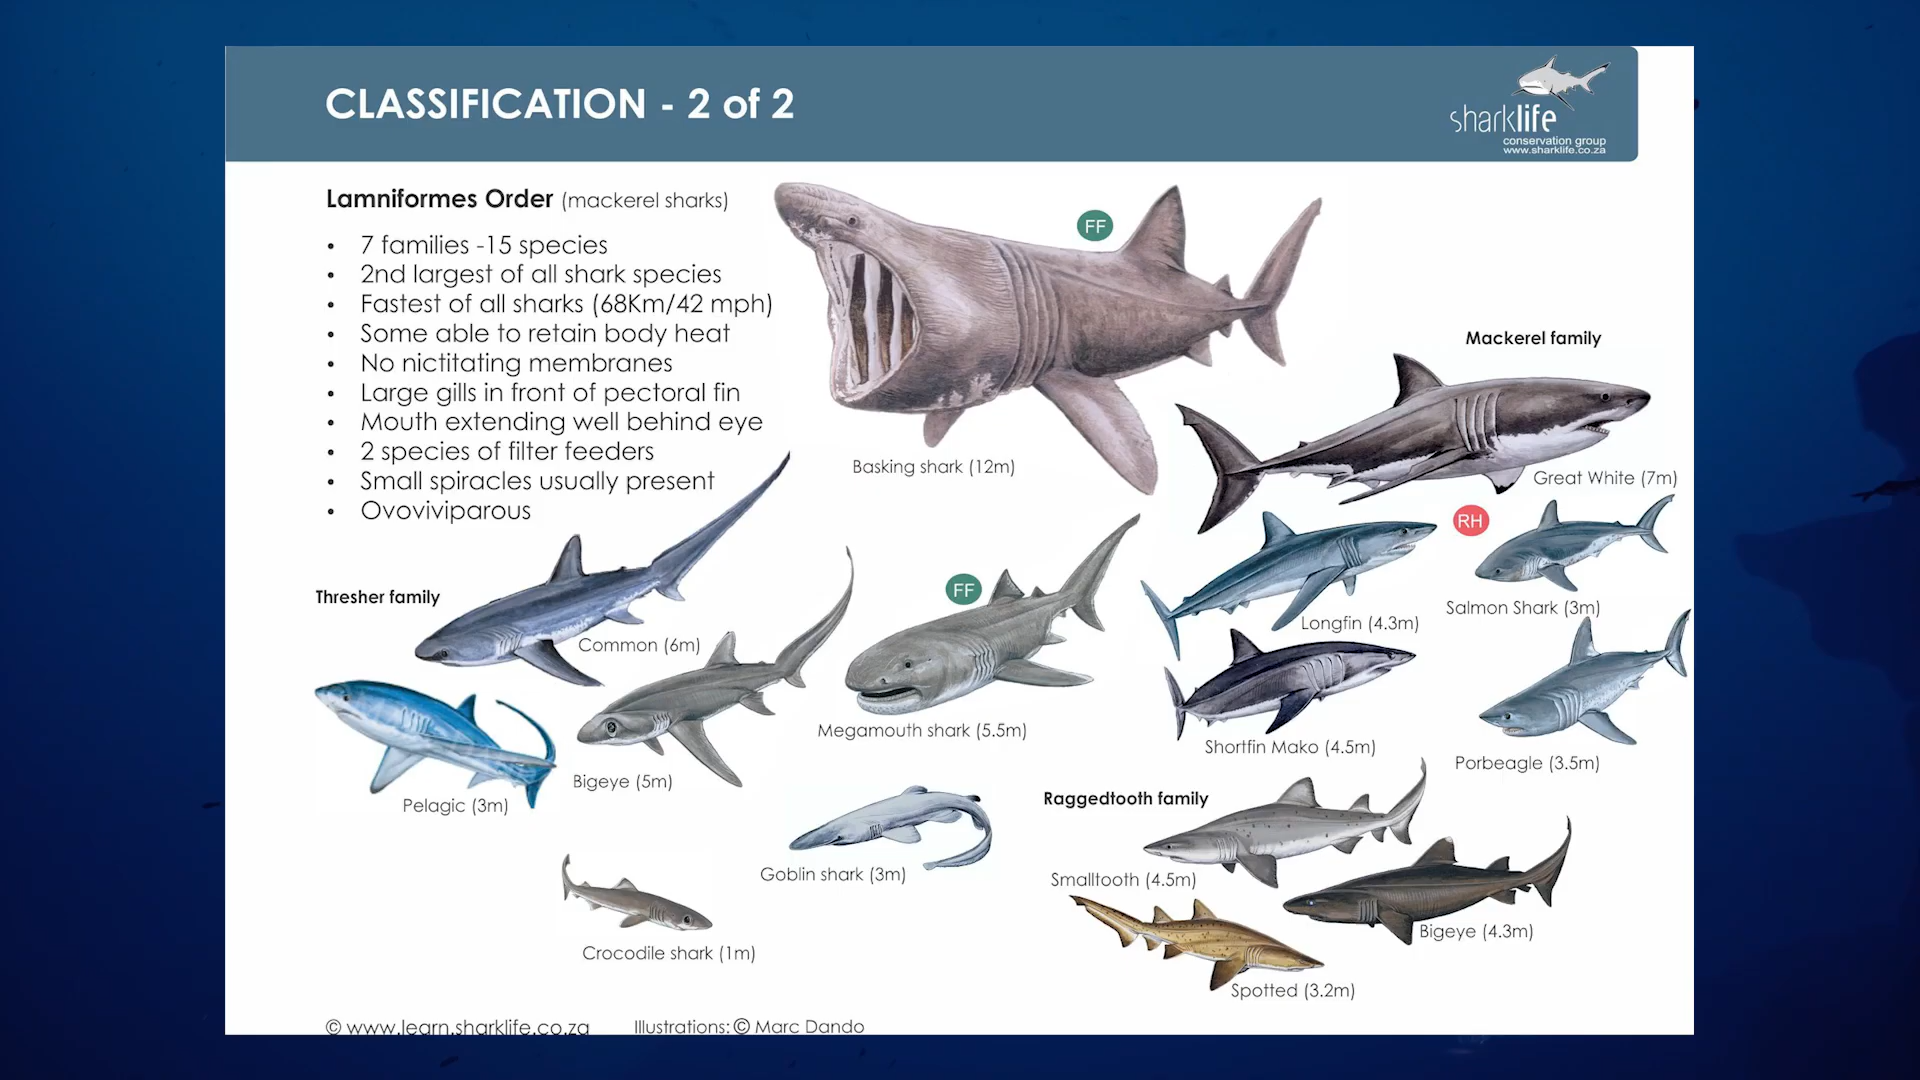 CLASSIFICATION - 2 of 2
sharklife
conservation group
www.sharklife.co.za
Lamniformes Order (mackerel sharks)
• 7 families -15 species
• 2nd largest of all shark species
• Fastest of all sharks (68Km/42 mph)
• Some able to retain body heat
• No nictitating membranes
• Large gills in front of pectoral fin
• Mouth extending well behind eye
• 2 species of filter feeders
• Small spiracles usually present
• Ovoviviparous
FF
Basking shark (12m)
Mackerel family
Great White (7m)
RH
Longfin (4.3m)
Salmon Shark (3m)
Shortfin Mako (4.5m)
Porbeagle (3.5m)
Thresher family
Common (6m)
Pelagic (3m)
Bigeye (5m)
FF
Megamouth shark (5.5m)
Goblin shark (3m)
Crocodile shark (1m)
Raggedtooth family
Smalltooth (4.5m)
Bigeye (4.3m)
Spotted (3.2m)
© www.learn.sharklife.co.za Illustrations: © Marc Dando